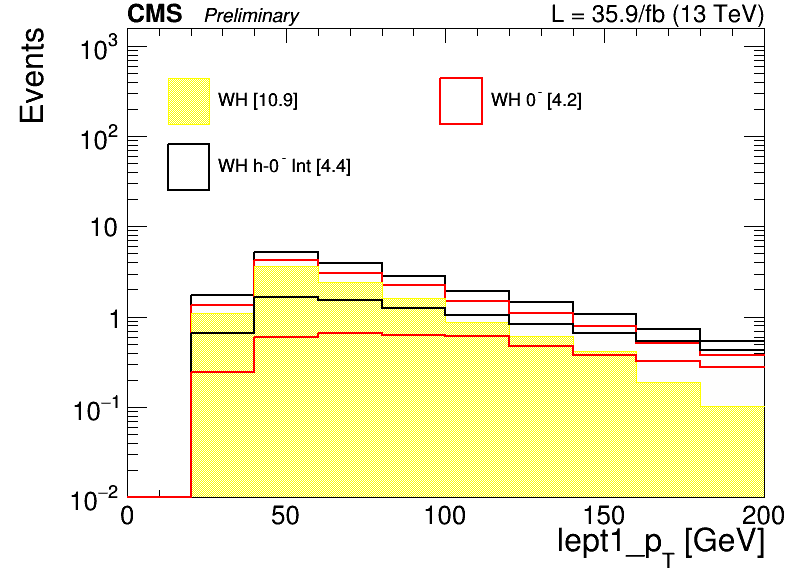 CMS Preliminary L = 35.9/fb (13 TeV)
Events
10³
10²
10
1
10⁻¹
10⁻²
WH [10.9]
WH 0⁻ [4.2]
WH h-0⁻ Int [4.4]
0 50 100 150 200
lept1_p_T [GeV]